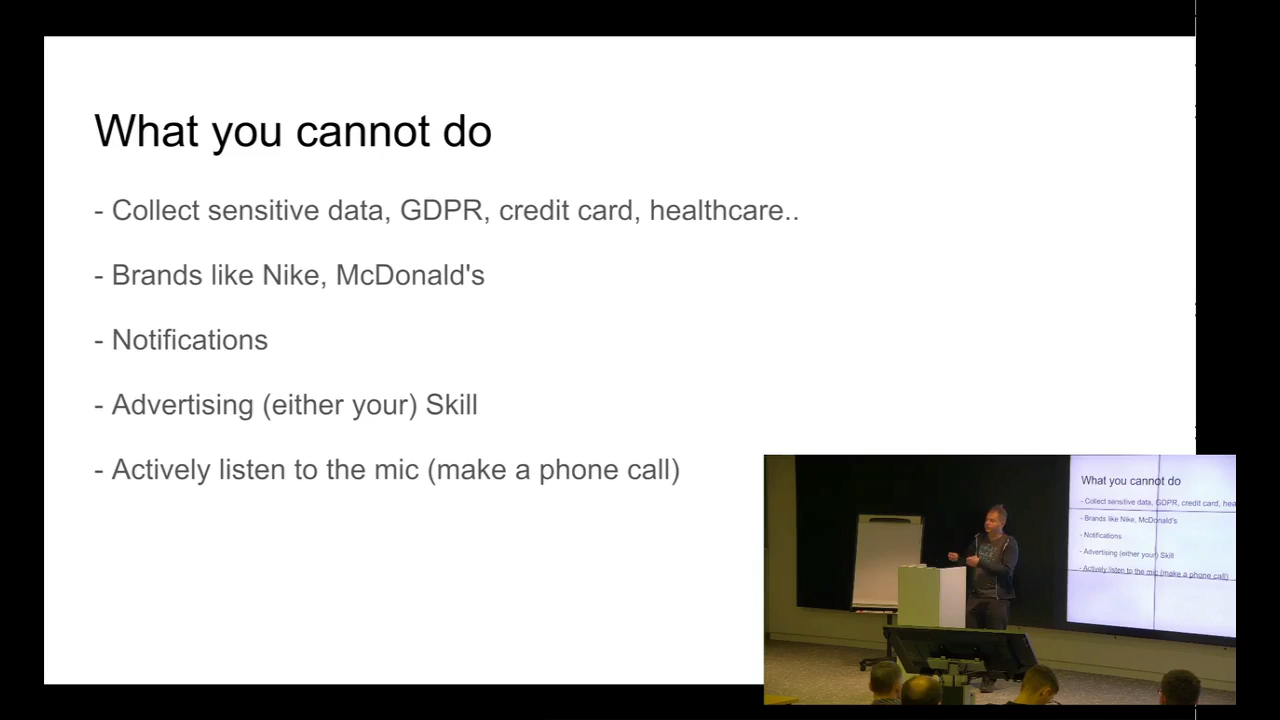 What you cannot do
- Collect sensitive data, GDPR, credit card, healthcare..
- Brands like Nike, McDonald's
- Notifications
- Advertising (either your) Skill
- Actively listen to the mic (make a phone call)
What you cannot do
- Collect sensitive data, GDPR, credit card,
- Brands like Nike, McDonald's
- Notifications
- Advertising (either your) Skill
- Actively listen to the mic (make a phone call)